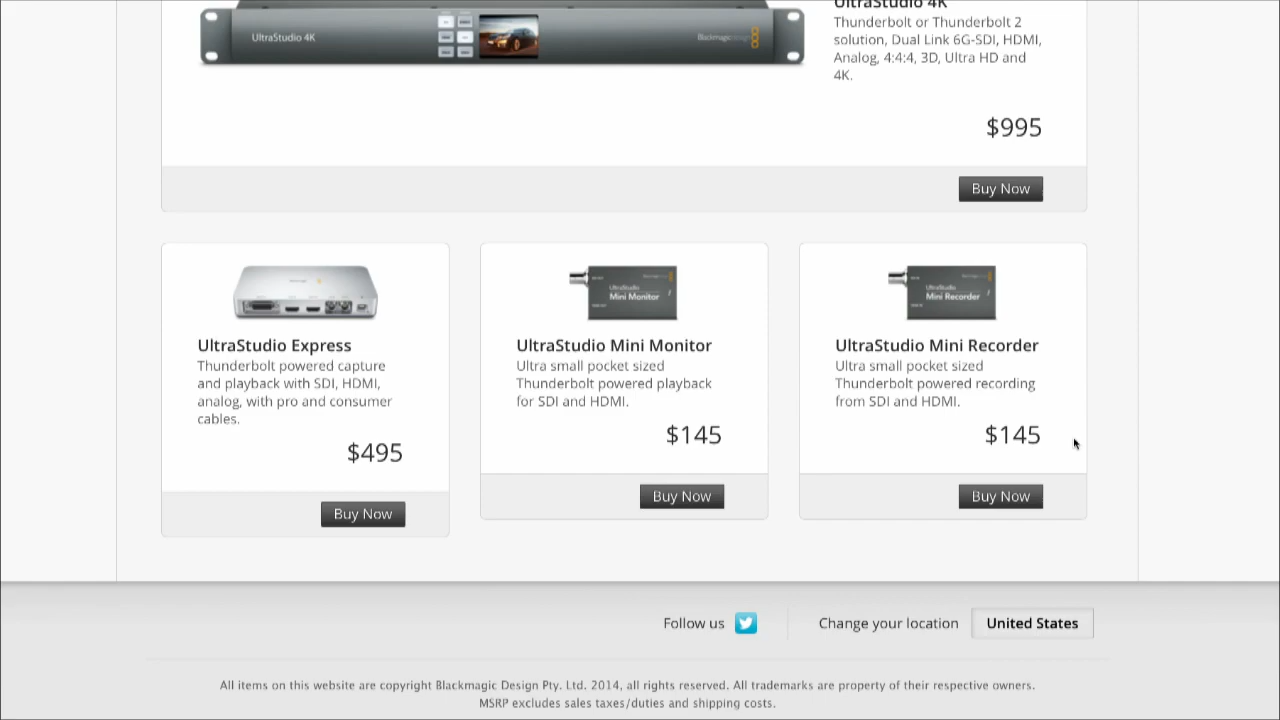 UltraStudio 4K
UltraStudio 4K
Blackmagicdesign
Thunderbolt or Thunderbolt 2
solution, Dual Link 6G-SDI, HDMI,
Analog, 4:4:4, 3D, Ultra HD and
4K.
$995
Buy Now
UltraStudio
Mini Monitor
UltraStudio
Mini Recorder
UltraStudio Express
Thunderbolt powered capture
and playback with SDI, HDMI,
analog, with pro and consumer
cables.
$495
Buy Now
UltraStudio Mini Monitor
Ultra small pocket sized
Thunderbolt powered playback
for SDI and HDMI.
$145
Buy Now
UltraStudio Mini Recorder
Ultra small pocket sized
Thunderbolt powered recording
from SDI and HDMI.
$145
Buy Now
Follow us
Change your location
United States
All items on this website are copyright Blackmagic Design Pty. Ltd. 2014, all rights reserved. All trademarks are property of their respective owners.
MSRP excludes sales taxes/duties and shipping costs.